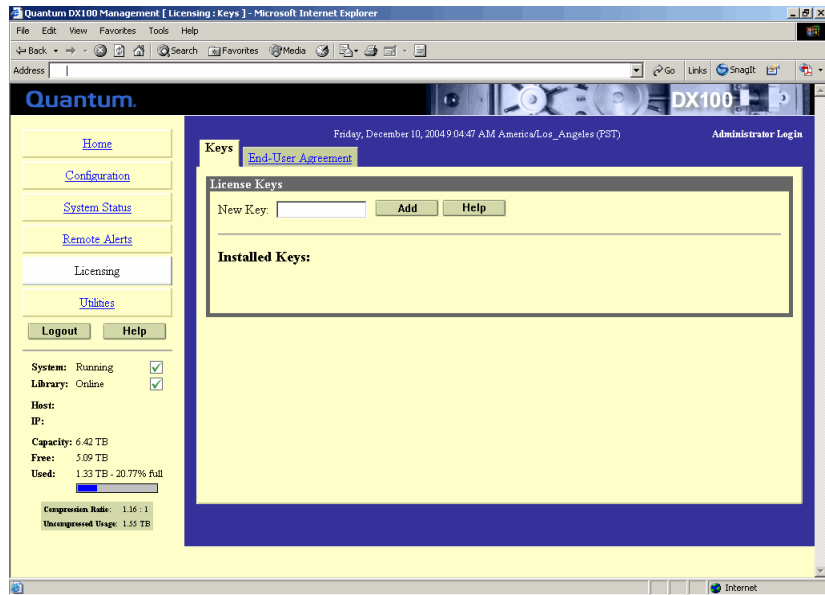 Quantum DX100 Management [ Licensing : Keys ] - Microsoft Internet Explorer
File Edit View Favorites Tools Help
Back Search Favorites Media
Address Go Links SnagIt
Quantum. DX100
Friday, December 10, 2004 9:04:47 AM America/Los_Angeles (PST) Administrator Login
Home
Configuration
System Status
Remote Alerts
Licensing
Utilities
Logout Help
System: Running
Library: Online
Host:
IP:
Capacity: 6.42 TB
Free: 5.09 TB
Used: 1.33 TB - 20.77% full
Compression Ratio: 1.16 : 1
Uncompressed Usage: 1.55 TB
Keys End-User Agreement
License Keys
New Key: Add Help
Installed Keys:
Internet